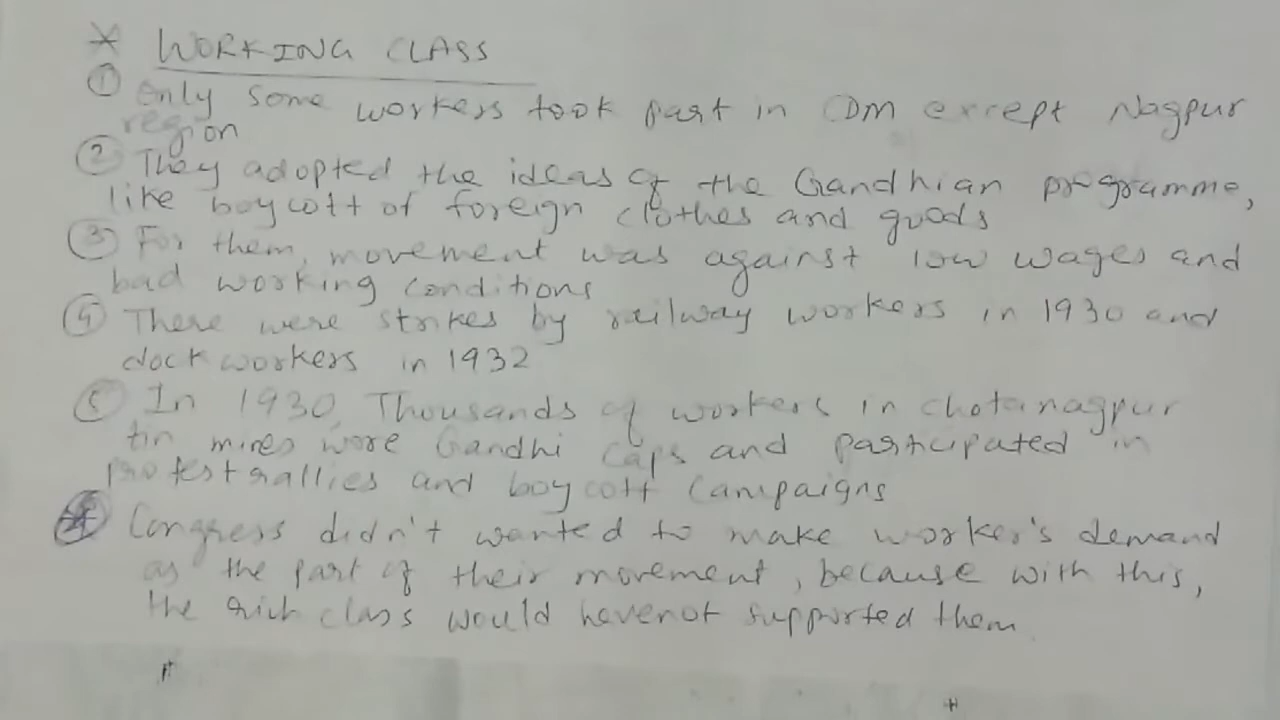 * WORKING CLASS
① Only some workers took part in CDM except Nagpur
region
② They adopted the ideas of the Gandhian programme,
like boycott of foreign clothes and goods
③ For them, movement was against low wages and
bad working conditions
④ There were strikes by railway workers in 1930 and
dock workers in 1932
⑤ In 1930, Thousands of workers in chotanagpur
tin mines wore Gandhi caps and participated in
protest rallies and boycott campaigns
Congress didn't wanted to make worker's demand
as the part of their movement, because with this,
the rich class would have not supported them.